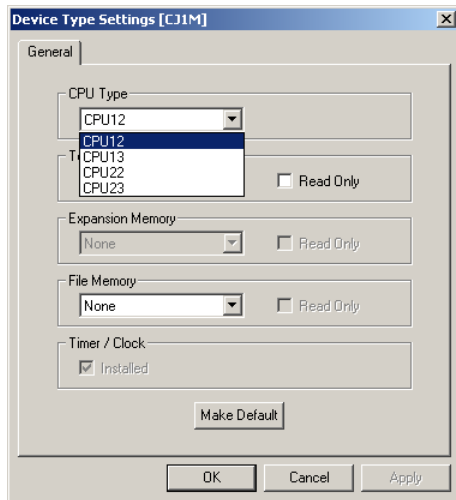 Device Type Settings [CJ1M]
General
CPU Type
CPU12
CPU12
CPU13
CPU22
CPU23
Read Only
Expansion Memory
None
Read Only
File Memory
None
Read Only
Timer / Clock
Installed
Make Default
OK
Cancel
Apply